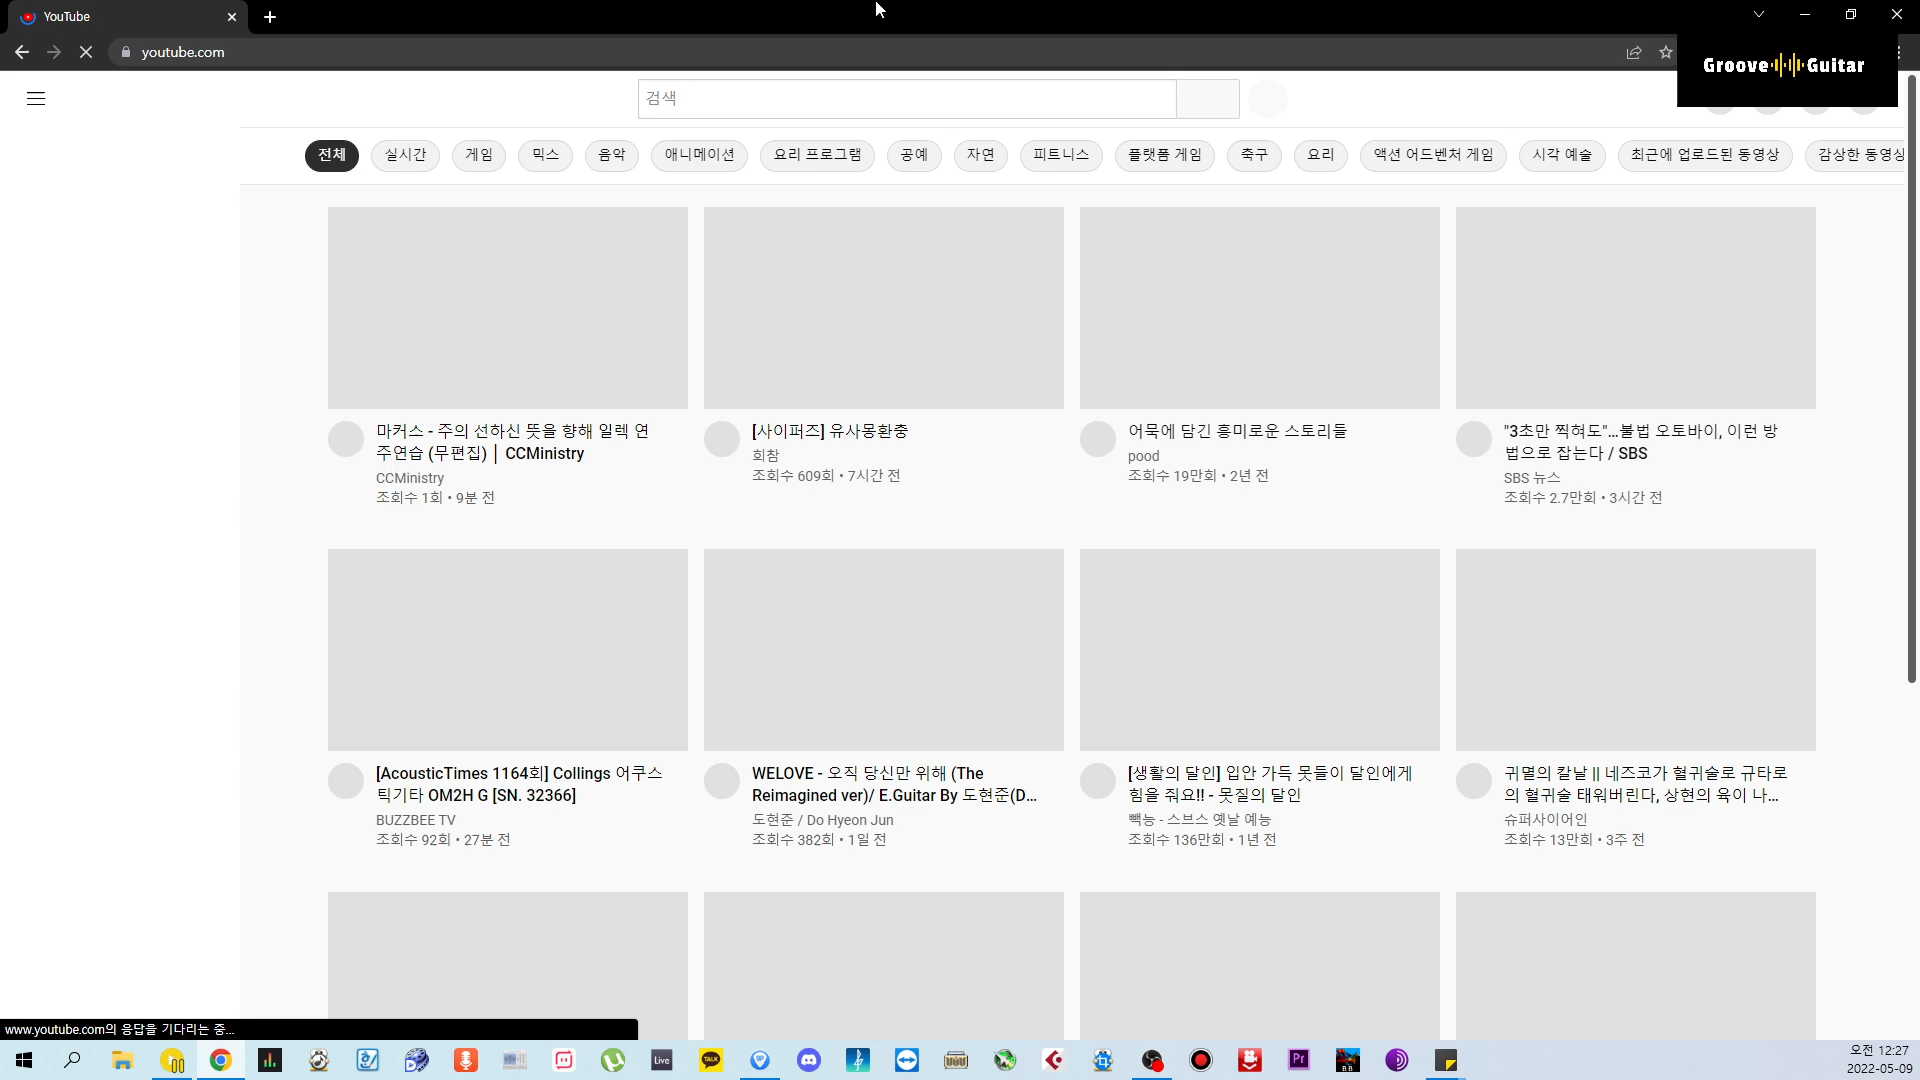 YouTube
youtube.com
Groove Guitar
검색
전체 실시간 게임 믹스 음악 애니메이션 요리 프로그램 공예 자연 피트니스 플랫폼 게임 축구 요리 액션 어드벤처 게임 시각 예술 최근에 업로드된 동영상 감상한 동영상
마커스 - 주의 선하신 뜻을 향해 일렉 연
주연습 (무편집) │ CCMinistry
CCMinistry
조회수 1회 • 9분 전
[사이퍼즈] 유사몽환충
회참
조회수 609회 • 7시간 전
어묵에 담긴 흥미로운 스토리들
pood
조회수 19만회 • 2년 전
"3초만 찍혀도"…불법 오토바이, 이런 방
법으로 잡는다 / SBS
SBS 뉴스
조회수 2.7만회 • 3시간 전
[AcousticTimes 1164회] Collings 어쿠스
틱기타 OM2H G [SN. 32366]
BUZZBEE TV
조회수 92회 • 27분 전
WELOVE - 오직 당신만 위해 (The
Reimagined ver)/ E.Guitar By 도현준(D...
도현준 / Do Hyeon Jun
조회수 382회 • 1일 전
[생활의 달인] 입안 가득 못들이 달인에게
힘을 줘요!! - 못질의 달인
빽능 - 스브스 옛날 예능
조회수 136만회 • 1년 전
귀멸의 칼날 || 네즈코가 혈귀술로 규타로
의 혈귀술 태워버린다, 상현의 육이 나...
슈퍼사이어인
조회수 13만회 • 3주 전
www.youtube.com의 응답을 기다리는 중...
Live
TALK
Pr
BB
오전 12:27
2022-05-09